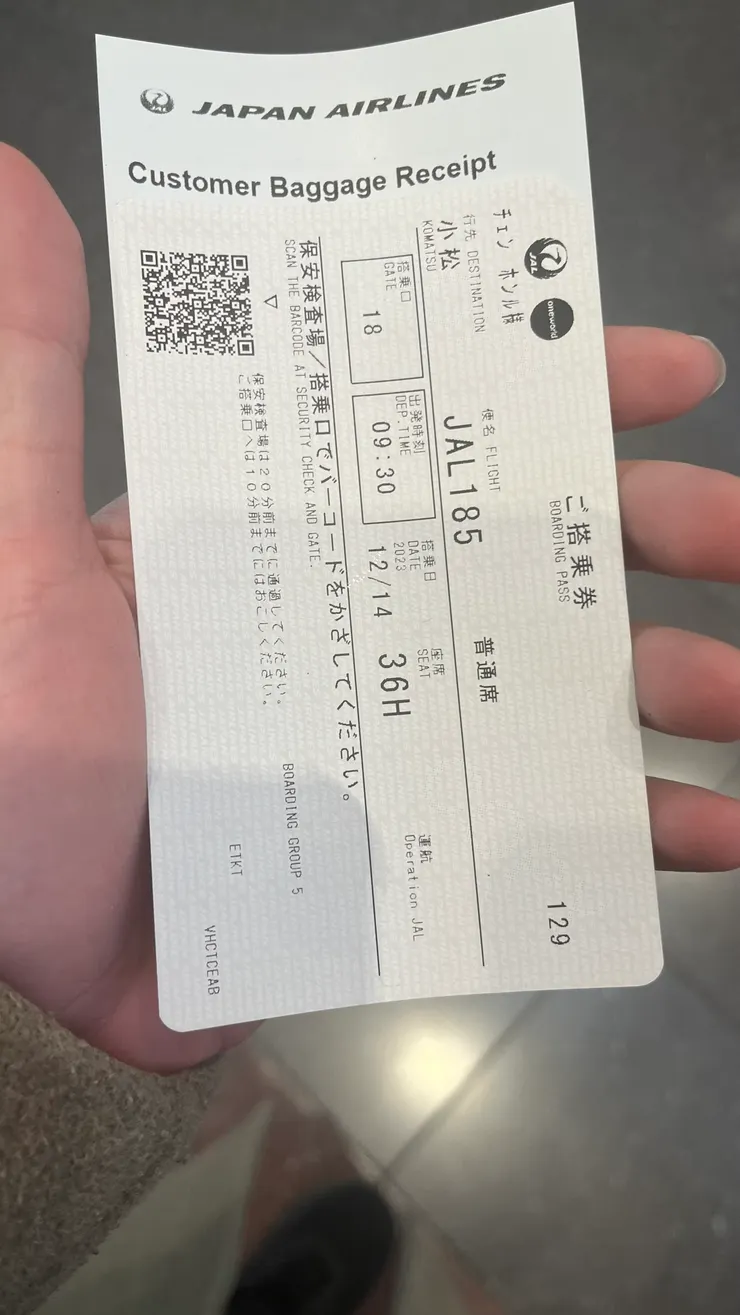 JAL JAPAN AIRLINES
Customer Baggage Receipt
JAL oneworld
ご搭乗券
BOARDING PASS
129
チェン ホンル様
普通席
行先 DESTINATION
便名 FLIGHT
小松
KOMATSU
JAL185
搭乗口
GATE
18
出発時刻
DEP.TIME
09:30
搭乗日
DATE
2023
12/14
座席
SEAT
36H
運航
Operation JAL
保安検査場/搭乗口でバーコードをかざしてください。
SCAN THE BARCODE AT SECURITY CHECK AND GATE.
▽
BOARDING GROUP 5
保安検査場は20分前までに通過してください。
ご搭乗口へは10分前までにはおこしください。
ETKT
VHCTCEAB